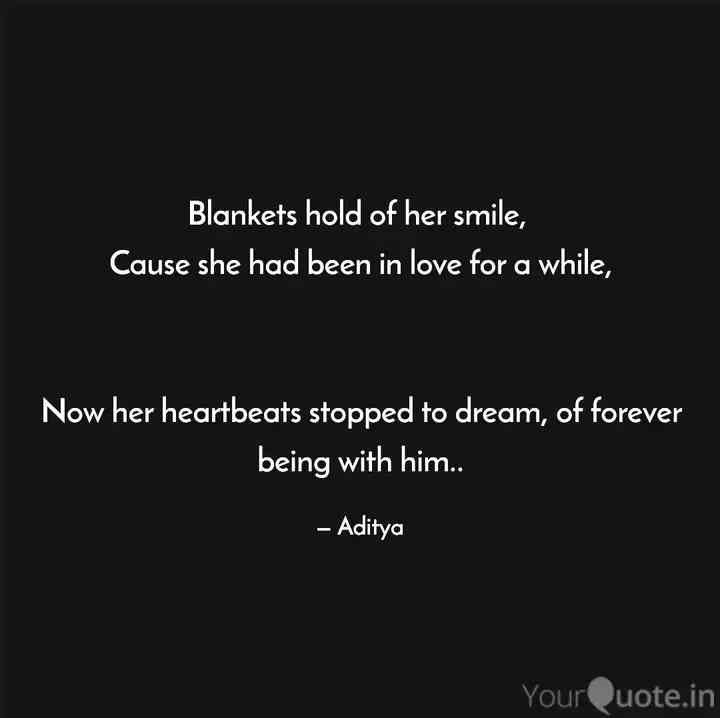 Blankets hold of her smile,
Cause she had been in love for a while,
Now her heartbeats stopped to dream, of forever
being with him..
– Aditya
YourQuote.in